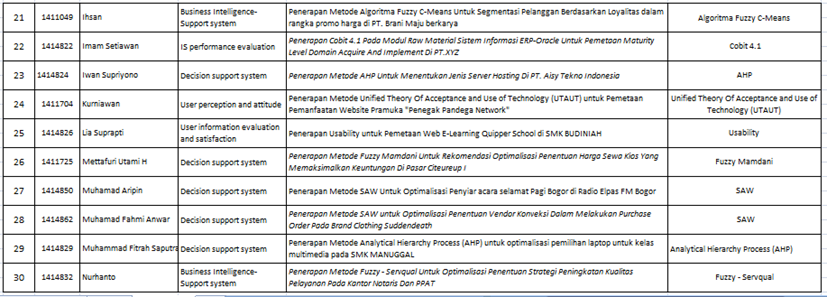 21 1411049 Ihsan Business Intelligence-Support system Penerapan Metode Algoritma Fuzzy C-Means Untuk Segmentasi Pelanggan Berdasarkan Loyalitas dalam rangka promo harga di PT. Brani Maju berkarya Algoritma Fuzzy C-Means
22 1414822 Imam Setiawan IS performance evaluation Penerapan Cobit 4.1 Pada Modul Raw Material Sistem Informasi ERP-Oracle Untuk Pemetaan Maturity Level Domain Acquire And Implement Di PT.XYZ Cobit 4.1
23 1414824 Iwan Supriyono Decision support system Penerapan Metode AHP Untuk Menentukan Jenis Server Hosting Di PT. Aisy Tekno Indonesia AHP
24 1411704 Kurniawan User perception and attitude Penerapan Metode Unified Theory Of Acceptance and Use of Technology (UTAUT) untuk Pemetaan Pemanfaatan Website Pramuka "Penegak Pandega Network" Unified Theory Of Acceptance and Use of Technology (UTAUT)
25 1414826 Lia Suprapti User information evaluation and satisfaction Penerapan Usability untuk Pemetaan Web E-Learning Quipper School di SMK BUDINIAH Usability
26 1411725 Mettafuri Utami H Decision support system Penerapan Metode Fuzzy Mamdani Untuk Rekomendasi Optimalisasi Penentuan Harga Sewa Kios Yang Memaksimalkan Keuntungan Di Pasar Citeureup I Fuzzy Mamdani
27 1414850 Muhamad Aripin Decision support system Penerapan Metode SAW Untuk Optimalisasi Penyiar acara selamat Pagi Bogor di Radio Elpas FM Bogor SAW
28 1414862 Muhamad Fahmi Anwar Decision support system Penerapan Metode SAW untuk Optimalisasi Penentuan Vendor Konveksi Dalam Melakukan Purchase Order Pada Brand Clothing Suddendeath SAW
29 1414829 Muhammad Fitrah Saputra Decision support system Penerapan Metode Analytical Hierarchy Process (AHP) untuk optimalisasi pemilihan laptop untuk kelas multimedia pada SMK MANUGGAL Analytical Hierarchy Process (AHP)
30 1414832 Nurhanto Business Intelligence-Support system Penerapan Metode Fuzzy - Servqual Untuk Optimalisasi Penentuan Strategi Peningkatan Kualitas Pelayanan Pada Kantor Notaris Dan PPAT Fuzzy - Servqual